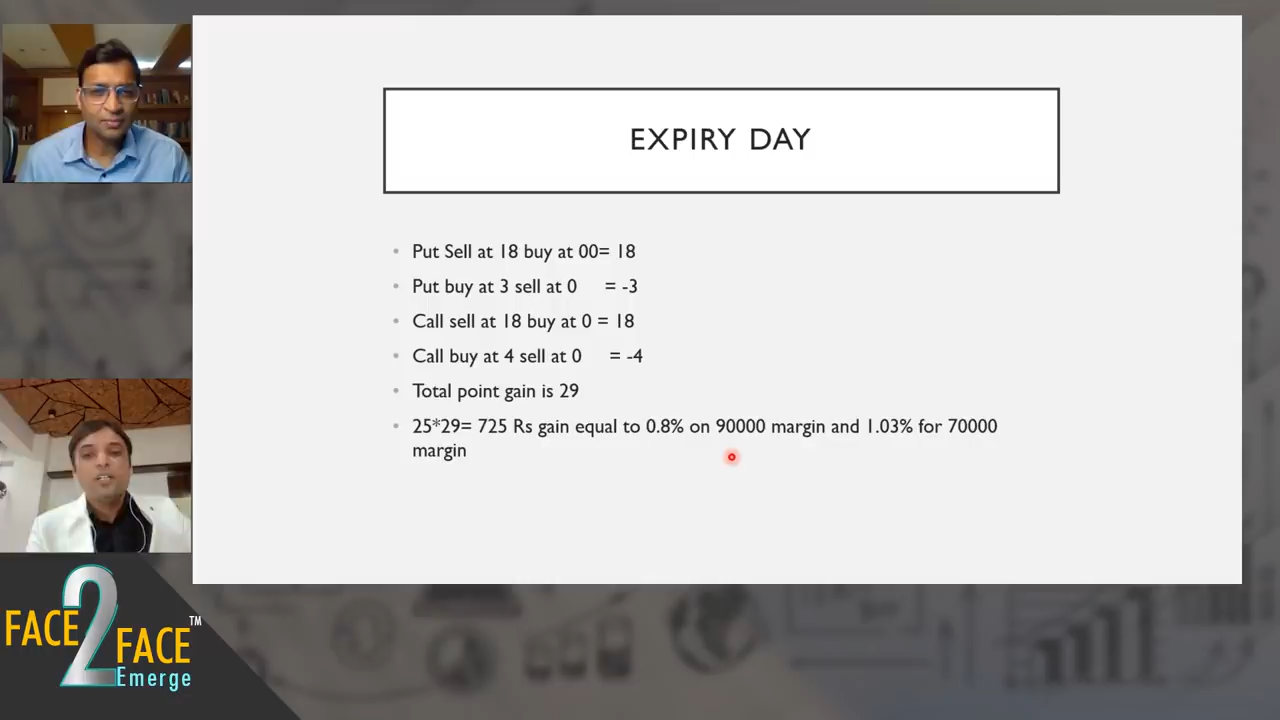 EXPIRY DAY
Put Sell at 18 buy at 00= 18
Put buy at 3 sell at 0 = -3
Call sell at 18 buy at 0 = 18
Call buy at 4 sell at 0 = -4
Total point gain is 29
25*29= 725 Rs gain equal to 0.8% on 90000 margin and 1.03% for 70000
margin
FACE 2 FACE TM
Emerge